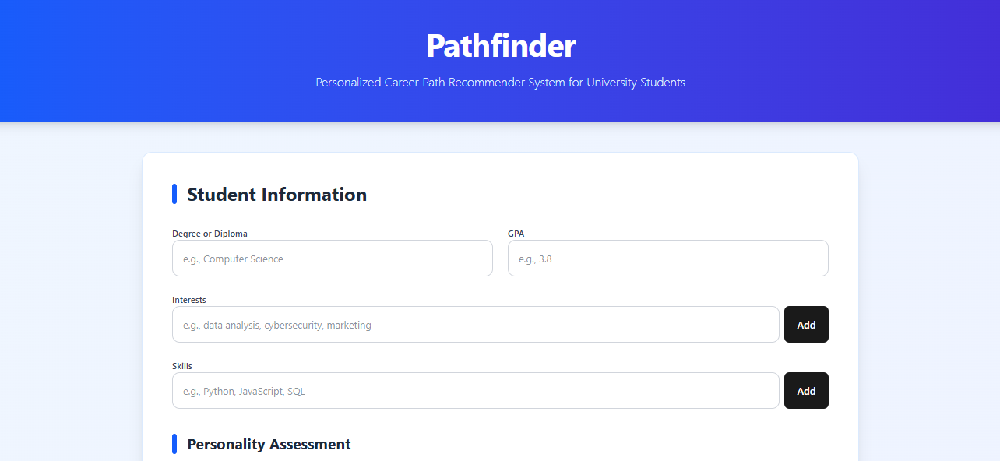 Pathfinder
Personalized Career Path Recommender System for University Students
Student Information
Degree or Diploma
GPA
e.g., Computer Science
e.g., 3.8
Interests
e.g., data analysis, cybersecurity, marketing
Add
Skills
e.g., Python, JavaScript, SQL
Add
Personality Assessment